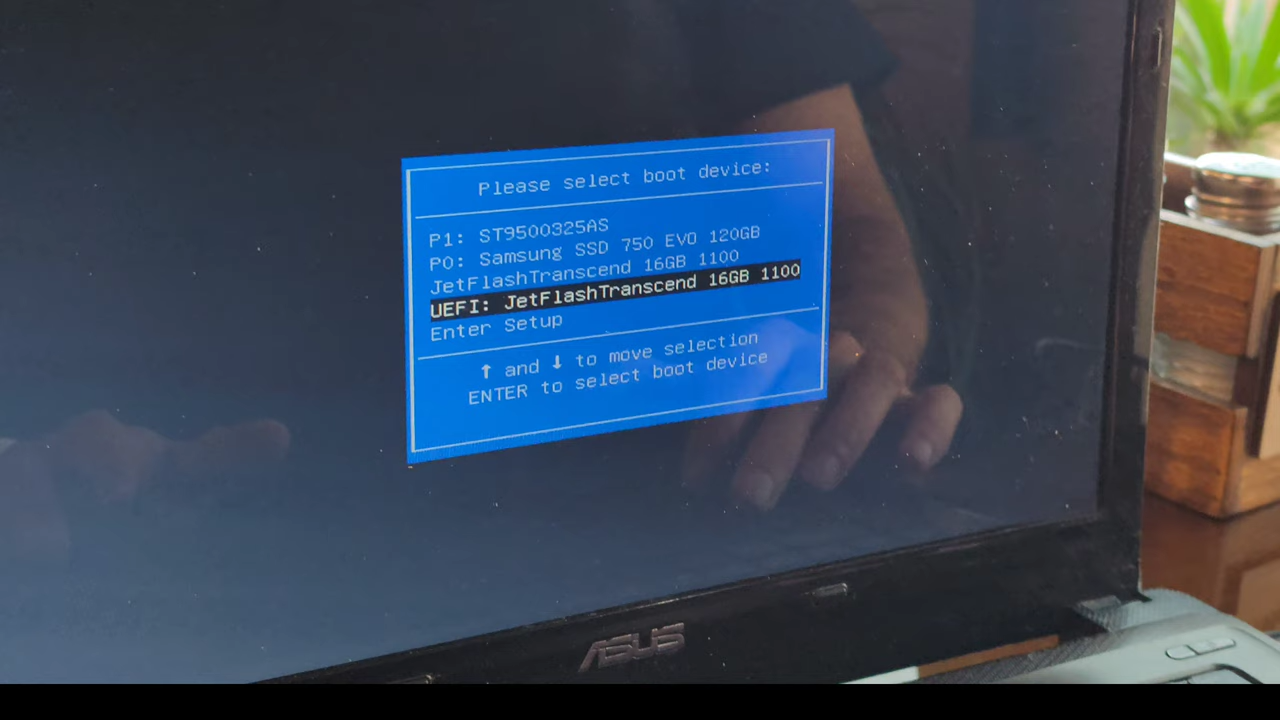 Please select boot device:
P1: ST9500325AS
P0: Samsung SSD 750 EVO 120GB
JetFlashTranscend 16GB 1100
UEFI: JetFlashTranscend 16GB 1100
Enter Setup
↑ and ↓ to move selection
ENTER to select boot device
ASUS